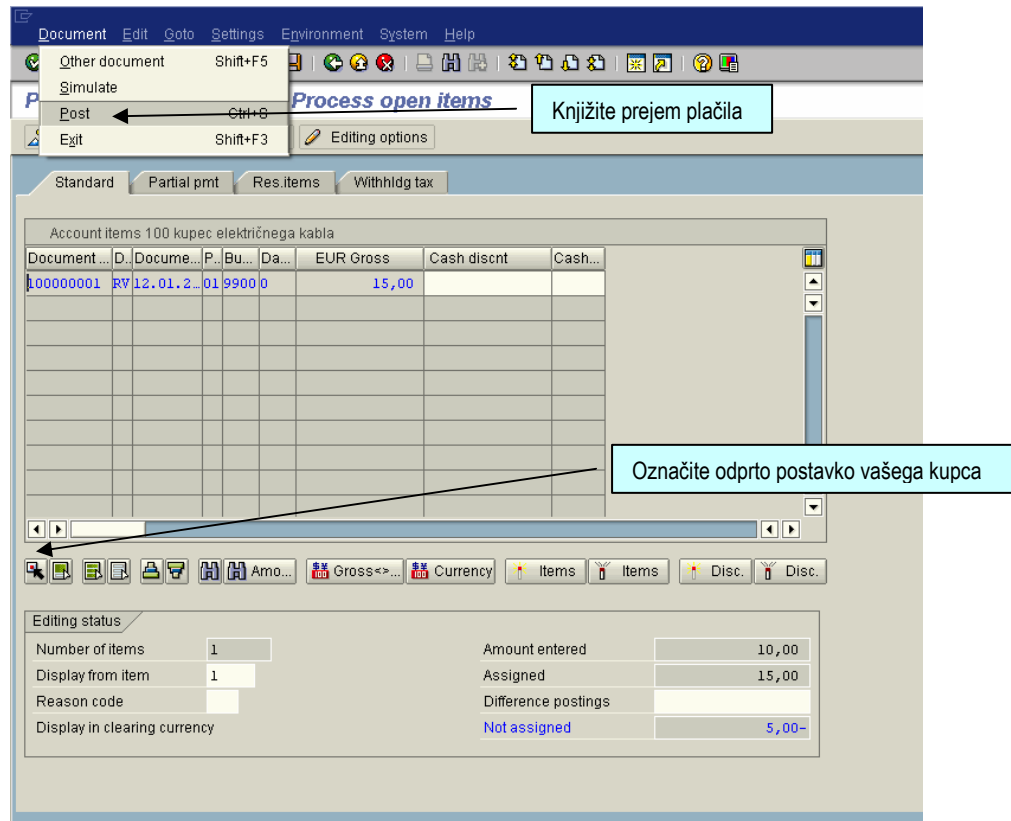 Document Edit Goto Settings Environment System Help
Other document Shift+F5
Simulate
Post Ctrl+S
Exit Shift+F3
Process open items
Knjižite prejem plačila
Editing options
Standard Partial pmt Res.items Withhldg tax
Account items 100 kupec električnega kabla
Document ... D.. Docume... P.. Bu... Da... EUR Gross Cash discnt Cash...
100000001 RV 12.01.2... 01 9900 0 15,00
Označite odprto postavko vašega kupca
Amo... Gross<>... Currency Items Items Disc. Disc.
Editing status
Number of items 1 Amount entered 10,00
Display from item 1 Assigned 15,00
Reason code Difference postings
Display in clearing currency Not assigned 5,00-